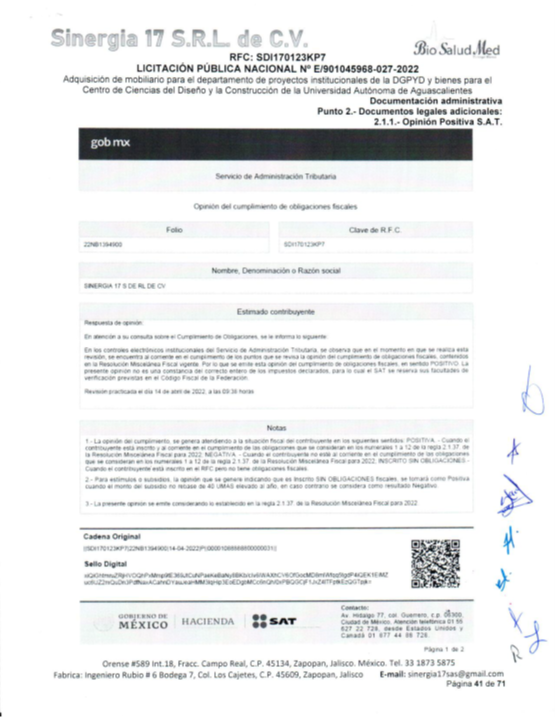 Sinergia 17 S.R.L. de C.V.
Bio Salud Med
RFC: SDI170123KP7
LICITACIÓN PÚBLICA NACIONAL Nº E/901045968-027-2022
Adquisición de mobiliario para el departamento de proyectos institucionales de la DGPYD y bienes para el
Centro de Ciencias del Diseño y la Construcción de la Universidad Autónoma de Aguascalientes
Documentación administrativa
Punto 2.- Documentos legales adicionales:
2.1.1.- Opinión Positiva S.A.T.
gob mx
Servicio de Administración Tributaria
Opinión del cumplimiento de obligaciones fiscales
Folio
Clave de R.F.C.
22NB1394900
SDI170123KP7
Nombre, Denominación o Razón social
SINERGIA 17 S DE RL DE CV
Estimado contribuyente
Respuesta de opinión:
En atención a su consulta sobre el Cumplimiento de Obligaciones, se le informa lo siguiente:
En los controles electrónicos institucionales del Servicio de Administración Tributaria, se observa que en el momento en que se realiza esta
revisión, se encuentra al corriente en el cumplimiento de los puntos que se revisa la opinión del cumplimiento de obligaciones fiscales, contenidos
en la Resolución Miscelánea Fiscal vigente. Por lo que se emite esta opinión del cumplimiento de obligaciones fiscales, en sentido POSITIVO. La
presente opinión no es una constancia del correcto entero de los impuestos declarados, para lo cual el SAT se reserva sus facultades de
verificación previstas en el Código Fiscal de la Federación.
Revisión practicada el día 14 de abril de 2022, a las 09:36 horas
Notas
1.- La opinión del cumplimiento, se genera atendiendo a la situación fiscal del contribuyente en los siguientes sentidos: POSITIVA.- Cuando el
contribuyente está inscrito y al corriente en el cumplimiento de las obligaciones que se consideran en los numerales 1 a 12 de la regla 2.1.37. de
la Resolución Miscelánea Fiscal para 2022; NEGATIVA.- Cuando el contribuyente no esté al corriente en el cumplimiento de las obligaciones
que se consideran en los numerales 1 a 12 de la regla 2.1.37. de la Resolución Miscelánea Fiscal para 2022; INSCRITO SIN OBLIGACIONES.-
Cuando el contribuyente está inscrito en el RFC pero no tiene obligaciones fiscales.
2.- Para estímulos o subsidios, la opinión que se genere indicando que es Inscrito SIN OBLIGACIONES fiscales, se tomará como Positiva
cuando el monto del subsidio no rebase de 40 UMAS elevado al año, en caso contrario se considera como resultado Negativo.
3.- La presente opinión se emite considerando lo establecido en la regla 2.1.37. de la Resolución Miscelánea Fiscal para 2022
Cadena Original
Sello Digital
GOBIERNO DE
MÉXICO
HACIENDA
SAT
Contacto:
Av. Hidalgo 77, col. Guerrero, c.p. 06300,
Ciudad de México. Atención telefónica 01 55
627 22 728, desde Estados Unidos y
Canadá 01 877 44 88 728.
Página 1 de 2
Orense #589 Int.18, Fracc. Campo Real, C.P. 45134, Zapopan, Jalisco. México. Tel. 33 1873 5875
Fabrica: Ingeniero Rubio # 6 Bodega 7, Col. Los Cajetes, C.P. 45609, Zapopan, Jalisco E-mail: sinergia17sas@gmail.com
Página 41 de 71